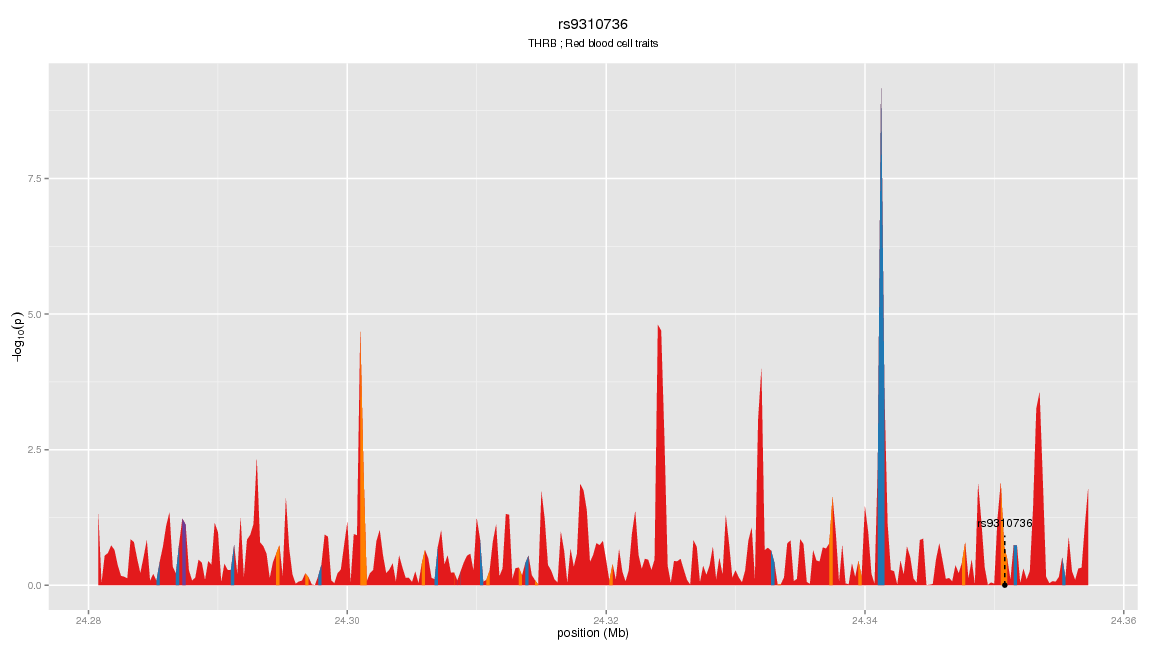 rs9310736
THRB ; Red blood cell traits
−log10(p)
7.5
5.0
2.5
0.0
rs9310736
24.28
24.30
24.32
24.34
24.36
position (Mb)